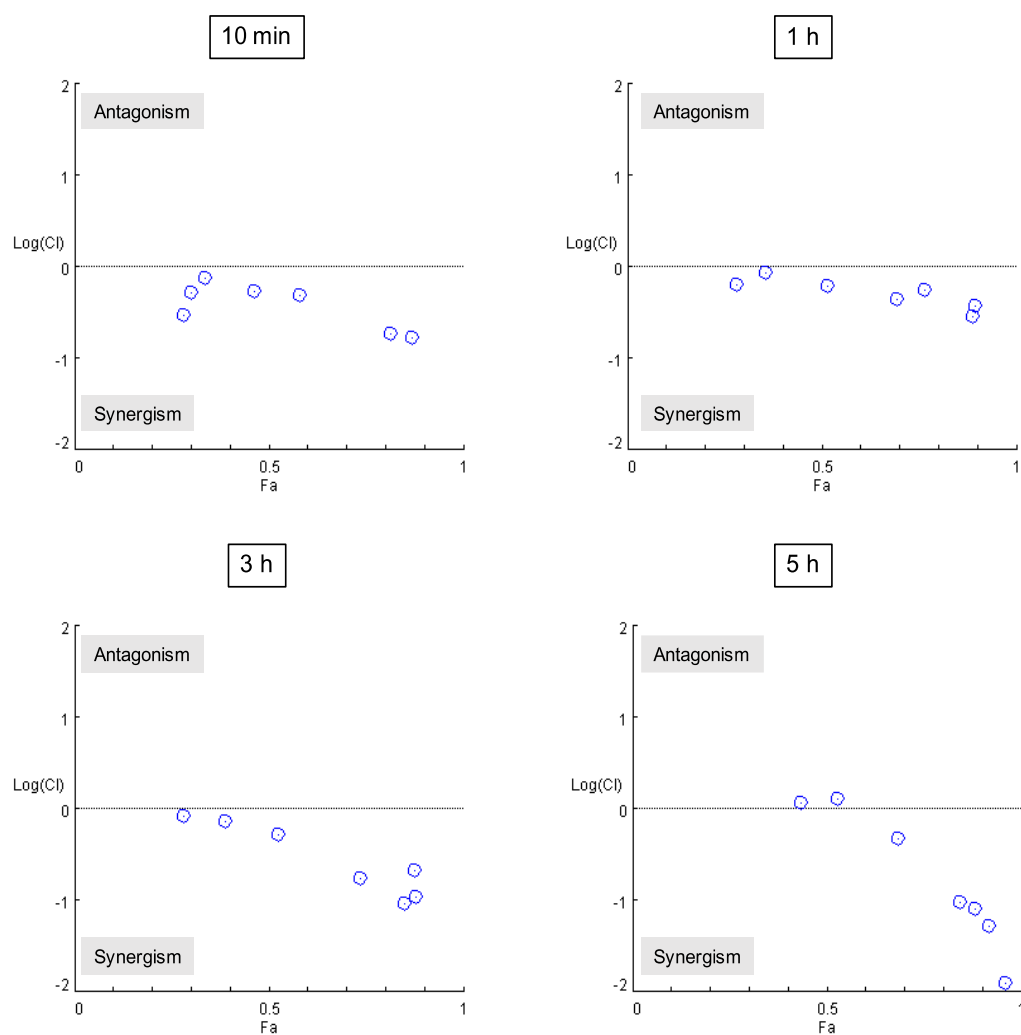 10 min
2
Antagonism
1
Log(CI)
0
-1
Synergism
-2
0 0.5 1
Fa
1 h
2
Antagonism
1
Log(CI)
0
-1
Synergism
-2
0 0.5 1
Fa
3 h
2
Antagonism
1
Log(CI)
0
-1
Synergism
-2
0 0.5 1
Fa
5 h
2
Antagonism
1
Log(CI)
0
-1
Synergism
-2
0 0.5 1
Fa